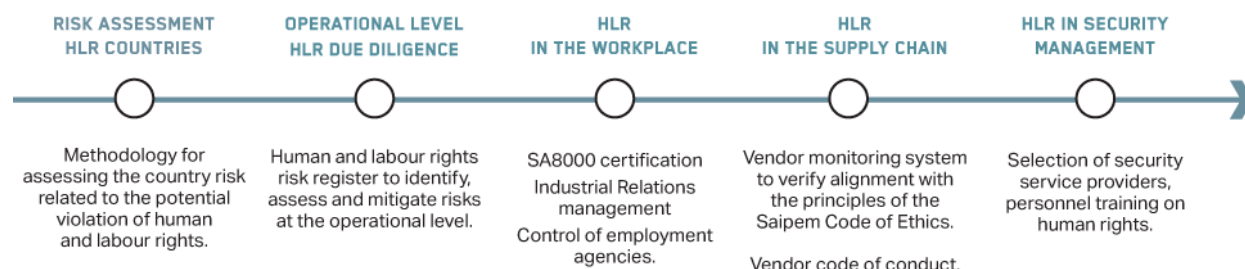 RISK ASSESSMENT
HLR COUNTRIES
Methodology for
assessing the country risk
related to the potential
violation of human
and labour rights.
OPERATIONAL LEVEL
HLR DUE DILIGENCE
Human and labour rights
risk register to identify,
assess and mitigate risks
at the operational level.
HLR
IN THE WORKPLACE
SA8000 certification
Industrial Relations
management
Control of employment
agencies.
HLR
IN THE SUPPLY CHAIN
Vendor monitoring system
to verify alignment with
the principles of the
Saipem Code of Ethics.
Vendor code of conduct.
HLR IN SECURITY
MANAGEMENT
Selection of security
service providers,
personnel training on
human rights.